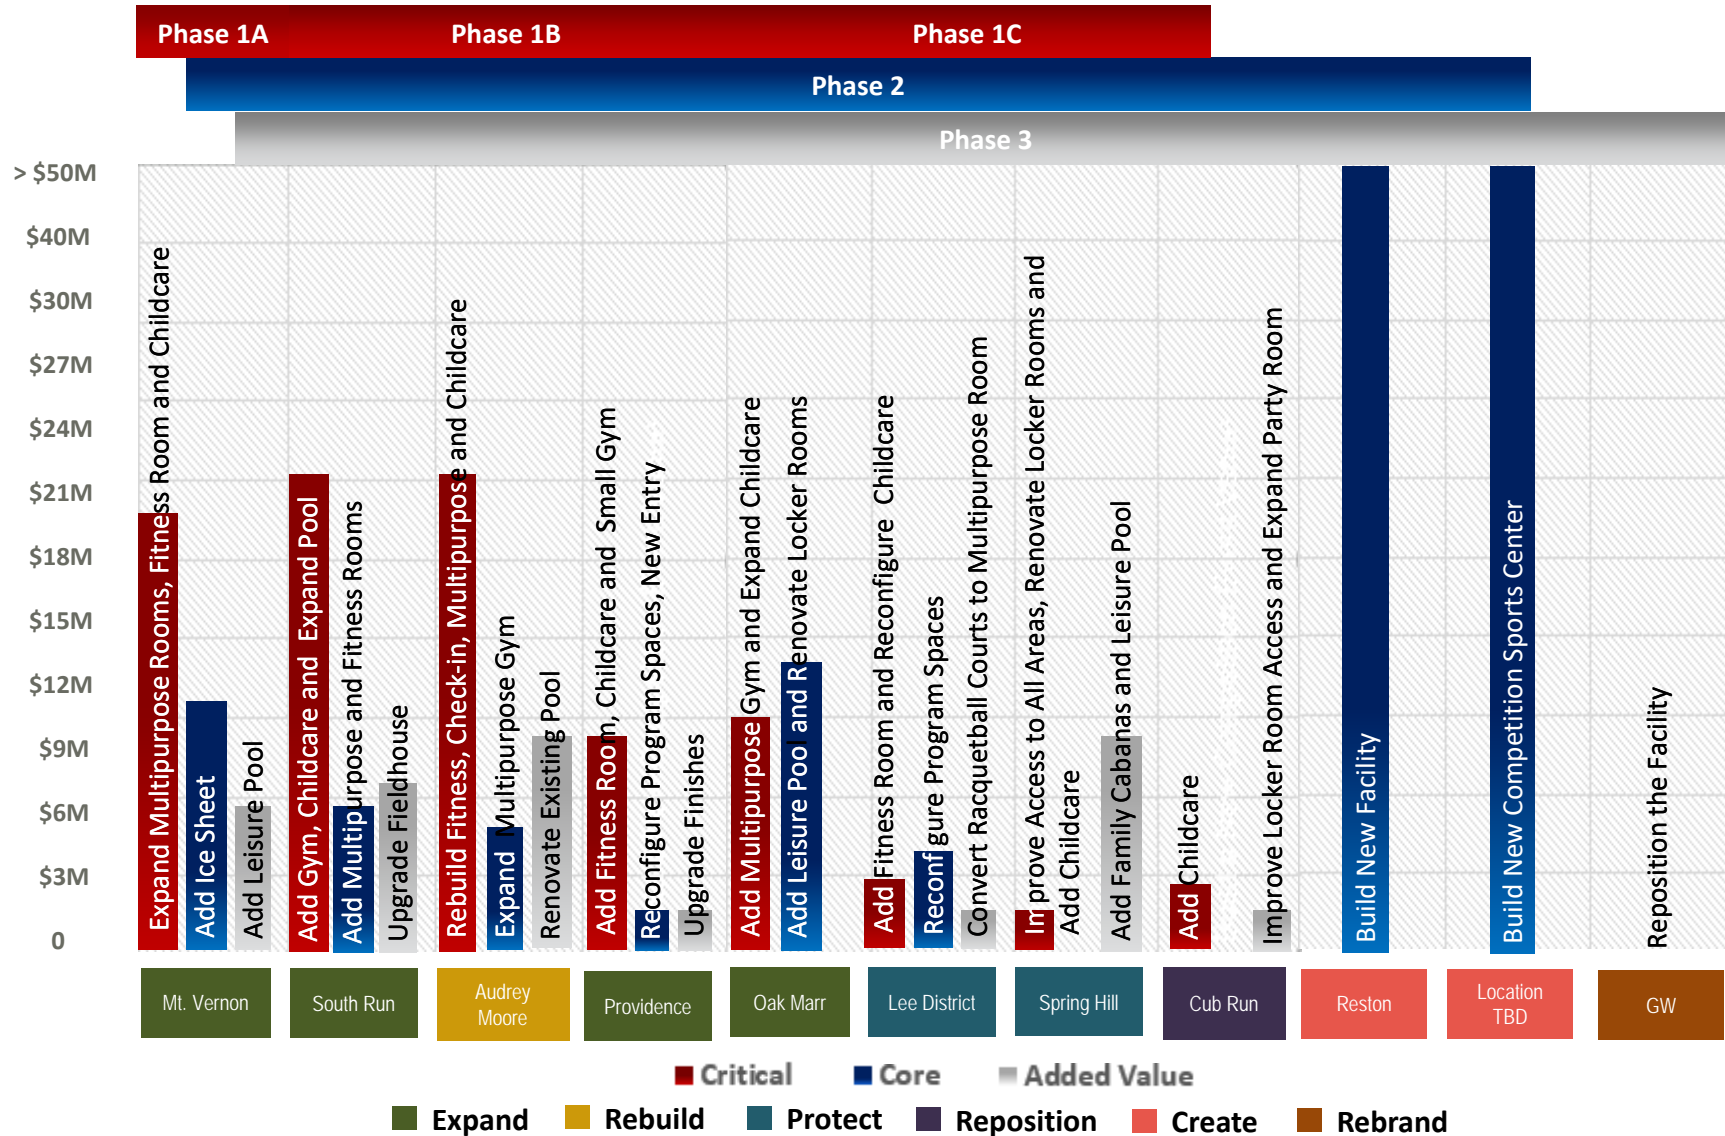 Phase 1A
Phase 1B
Phase 1C
Phase 2
Phase 3
> $50M
$40M
$30M
$27M
$24M
$21M
$18M
$15M
$12M
$9M
$6M
$3M
0
Expand Multipurpose Rooms, Fitness Room and Childcare
Add Ice Sheet
Add Leisure Pool
Add Gym, Childcare and Expand Pool
Add Multipurpose and Fitness Rooms
Upgrade Fieldhouse
Rebuild Fitness, Check-in, Multipurpose and Childcare
Expand Multipurpose Gym
Renovate Existing Pool
Add Fitness Room, Childcare and Small Gym
Reconfigure Program Spaces, New Entry
Upgrade Finishes
Add Multipurpose Gym and Expand Childcare
Add Leisure Pool and Renovate Locker Rooms
Add Fitness Room and Reconfigure Childcare
Reconfigure Program Spaces
Convert Racquetball Courts to Multipurpose Room
Improve Access to All Areas, Renovate Locker Rooms and
Add Childcare
Add Family Cabanas and Leisure Pool
Add Childcare
Improve Locker Room Access and Expand Party Room
Build New Facility
Build New Competition Sports Center
Reposition the Facility
Mt. Vernon
South Run
Audrey
Moore
Providence
Oak Marr
Lee District
Spring Hill
Cub Run
Reston
Location
TBD
GW
Critical
Core
Added Value
Expand
Rebuild
Protect
Reposition
Create
Rebrand